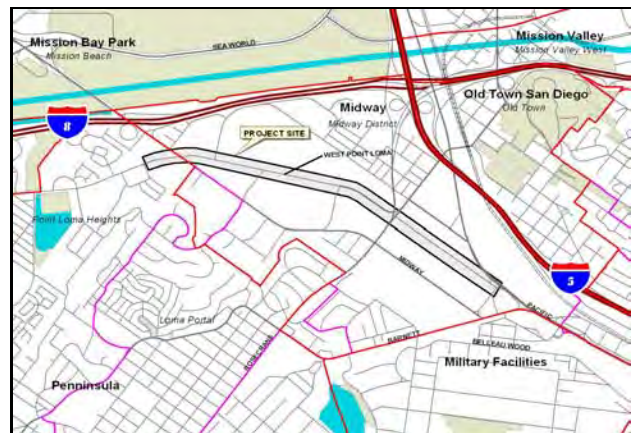 SEA WORLD
Mission Bay Park
Mission Beach
Mission Valley
Mission Valley West
8
Midway
Midway District
Old Town San Diego
Old Town
PROJECT SITE
WEST POINT LOMA
Point Loma Heights
MIDWAY
5
PACIFIC
Loma Portal
ROSECRANS
BARNETT
BELLEAU WOOD
Military Facilities
Penninsula